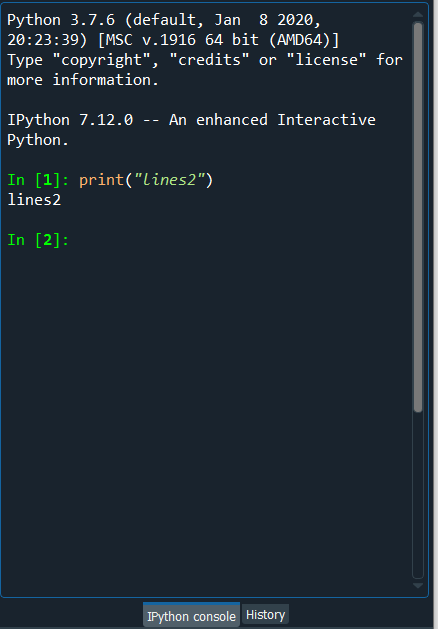 Python 3.7.6 (default, Jan  8 2020,
20:23:39) [MSC v.1916 64 bit (AMD64)]
Type "copyright", "credits" or "license" for
more information.

IPython 7.12.0 -- An enhanced Interactive
Python.

In [1]: print("lines2")
lines2

In [2]:
IPython console
History